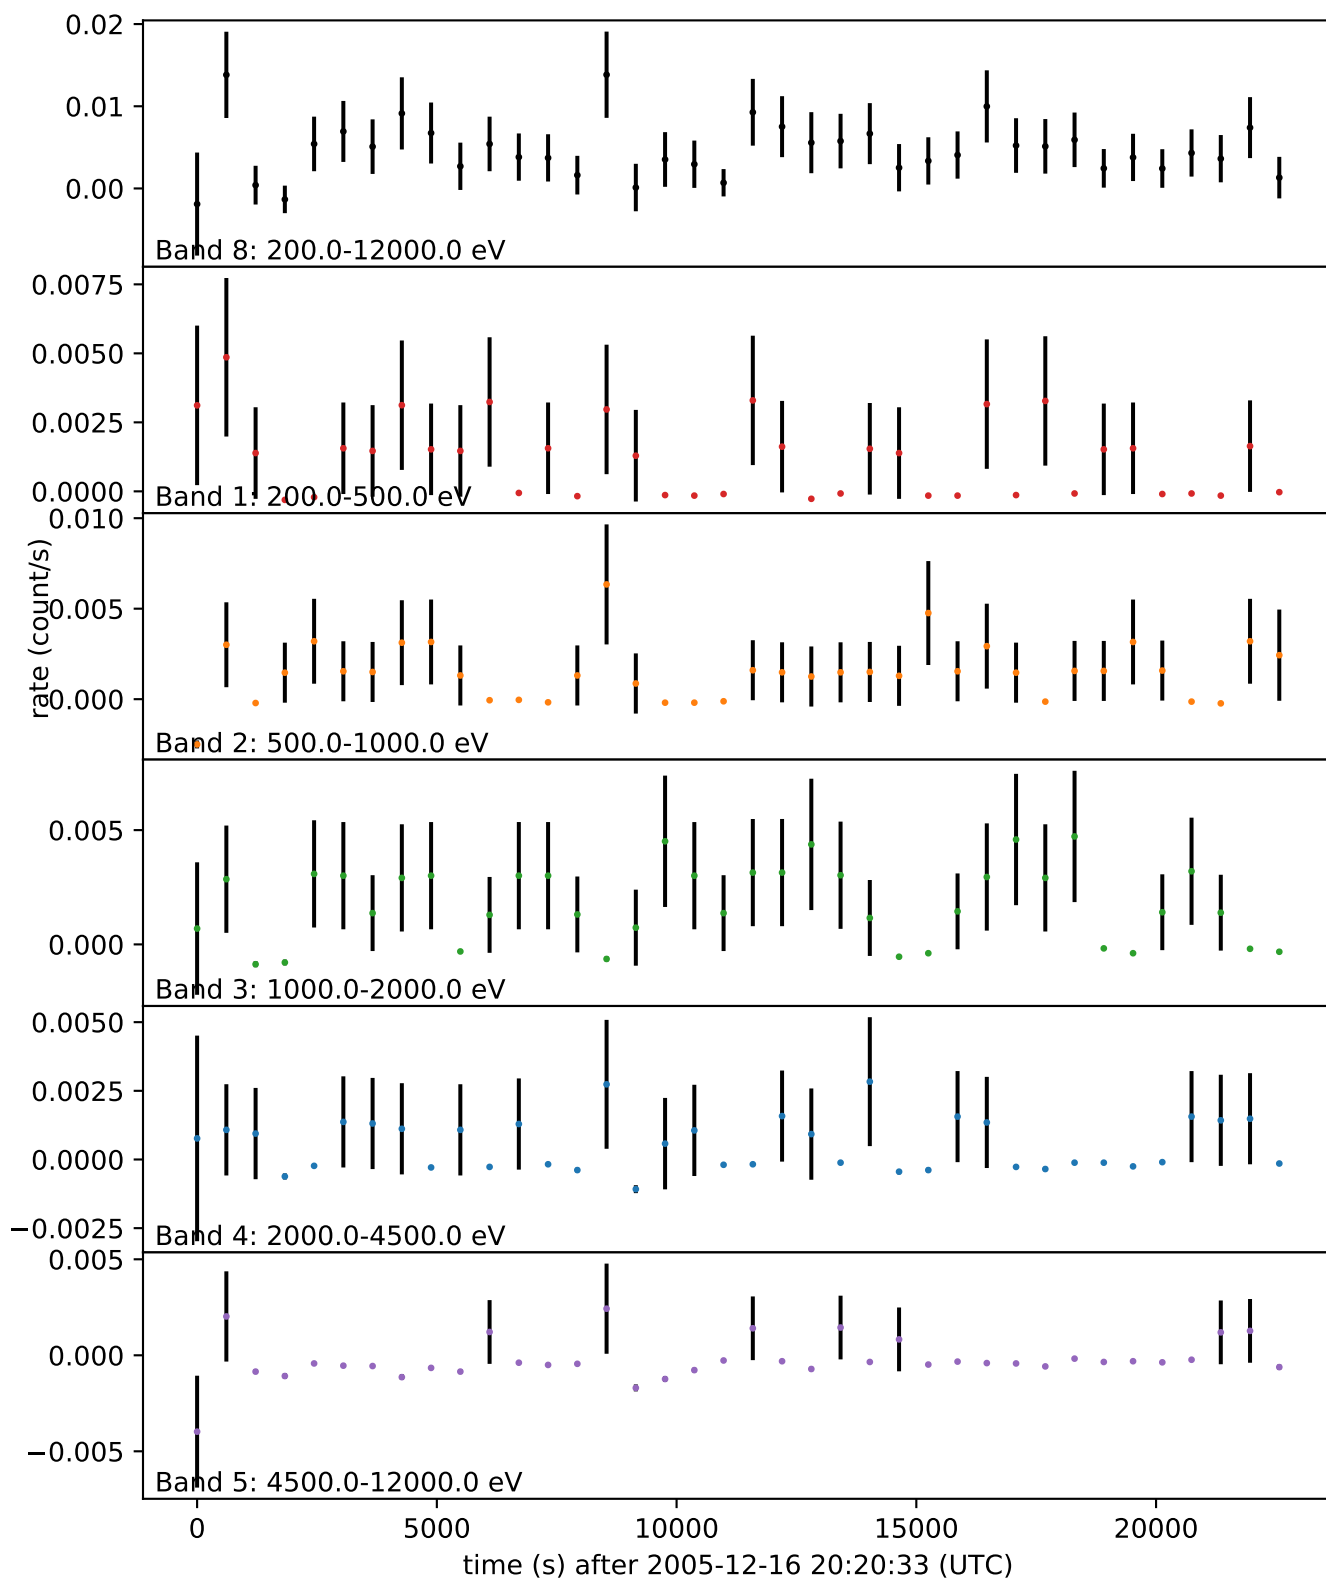 0.02
0.01
0.00
Band 8: 200.0-12000.0 eV
0.0075
0.0050
0.0025
0.0000
Band 1: 200.0-500.0 eV
0.010
0.005
0.000
rate (count/s)
Band 2: 500.0-1000.0 eV
0.005
0.000
Band 3: 1000.0-2000.0 eV
0.0050
0.0025
0.0000
−0.0025
Band 4: 2000.0-4500.0 eV
0.005
0.000
−0.005
Band 5: 4500.0-12000.0 eV
0 5000 10000 15000 20000
time (s) after 2005-12-16 20:20:33 (UTC)